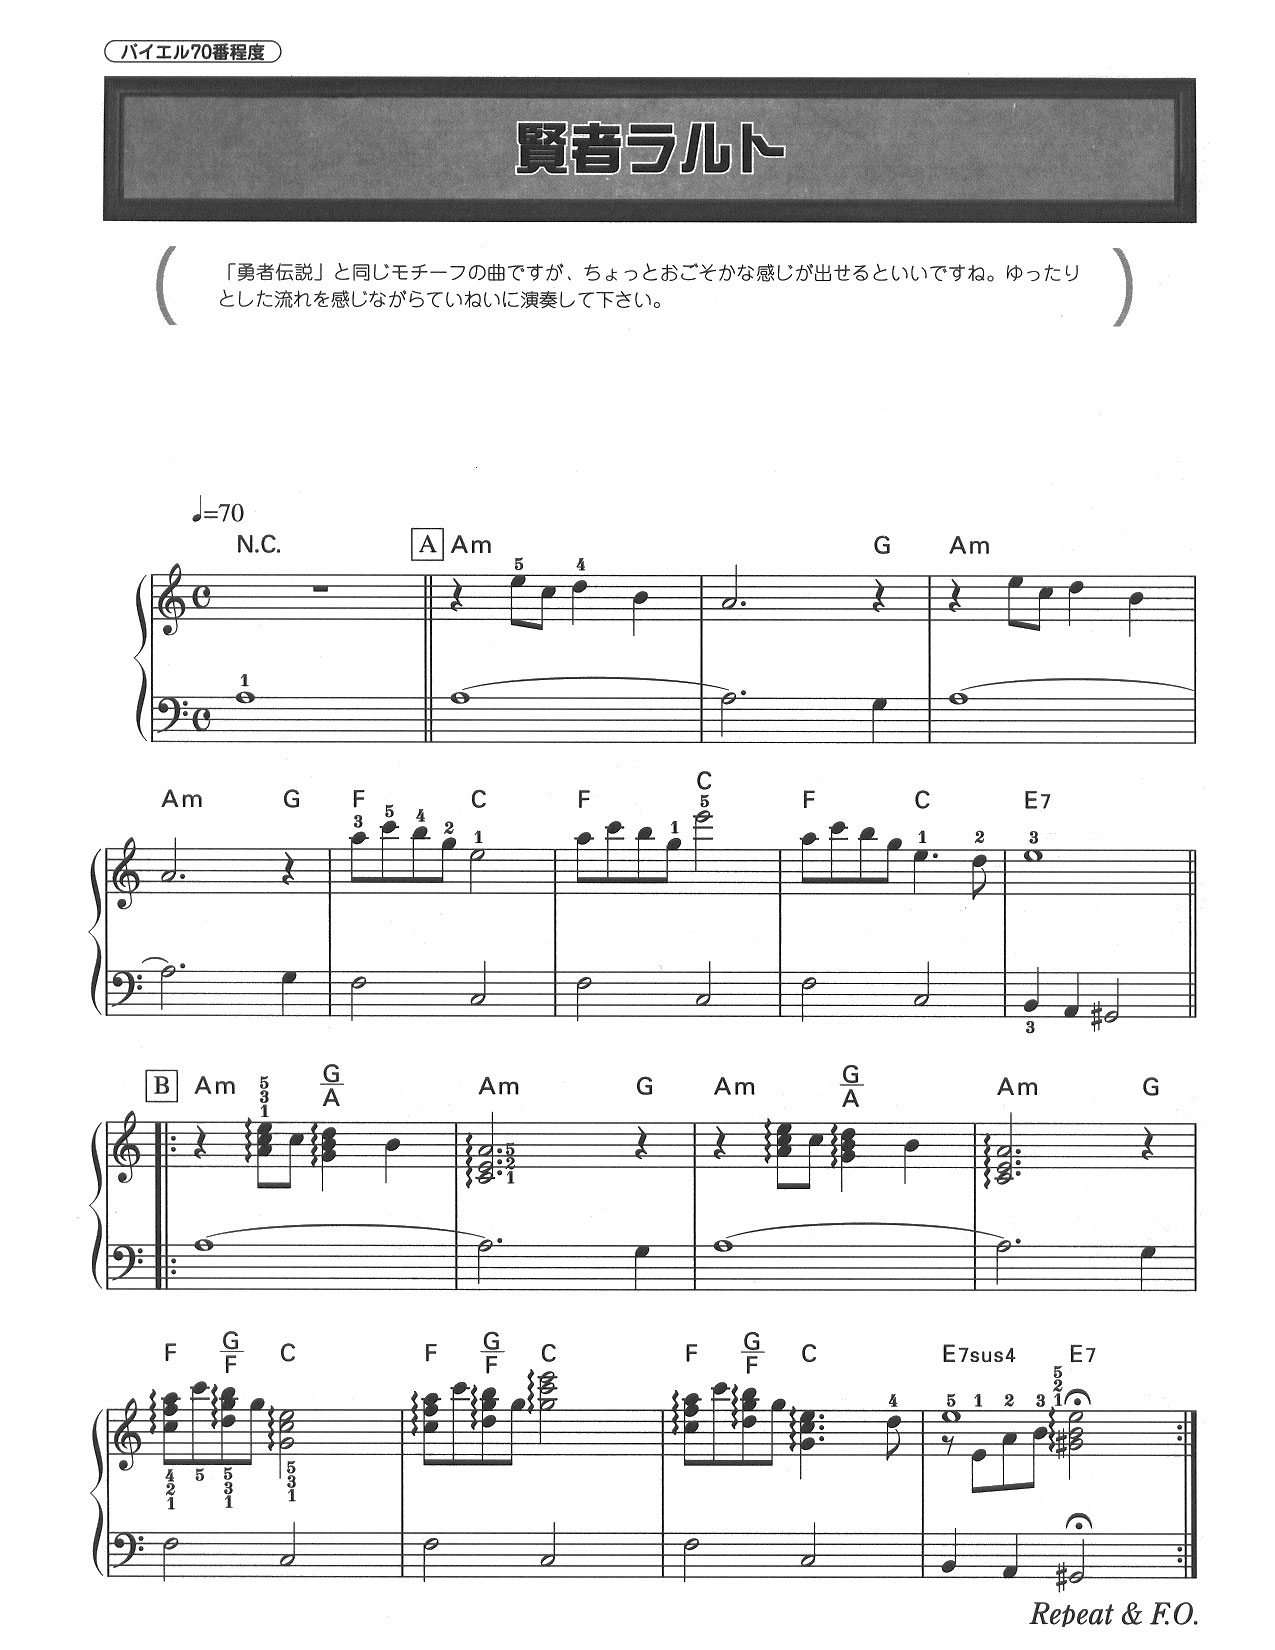 バイエル70番程度
賢者ラルト
「勇者伝説」と同じモチーフの曲ですが、ちょっとおごそかな感じが出せるといいですね。ゆったり
とした流れを感じながらていねいに演奏して下さい。
♩=70
N.C. A Am G Am
5 4
1
Am G F C F C F C E7
3 5 4 2 1 1 5 1 2 3
3
B Am G/A Am G Am G/A Am G
5 3 1
5 2 1
F G/F C F G/F C F G/F C E7sus4 E7
4 5 1 2 3 5 2 1
4 2 1 5 5 3 1 5 3 1
Repeat & F.O.